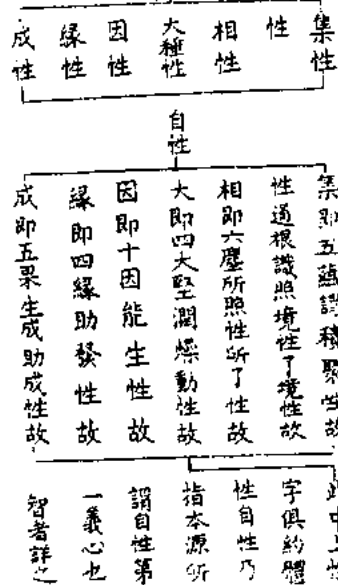 集性
性
相性
大種性
因性
緣性
成性
自性
集即五蘊謂積聚性故
性通根識照境性了境性故
相即六塵所照性所了性故
大即四大堅潤燥動性故
因即十因能生性故
緣即四緣助發性故
成即五果生成助成性故
此中上性
字俱約體
性自性乃
指本源所
謂自性第
一義心也
智者詳之